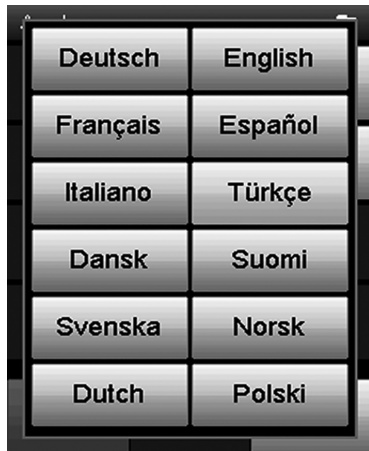 Deutsch English
Français Español
Italiano Türkçe
Dansk Suomi
Svenska Norsk
Dutch Polski